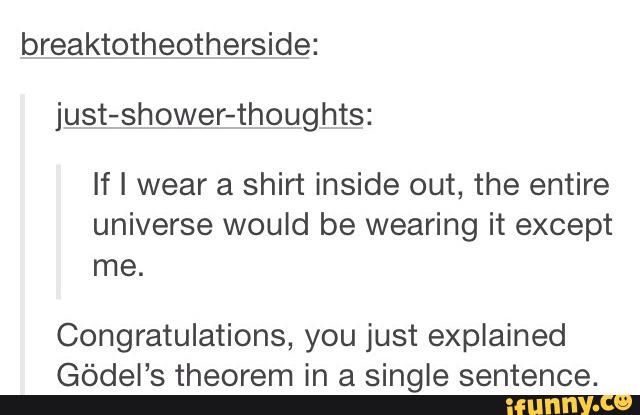 breaktotheotherside:
just-shower-thoughts:
If I wear a shirt inside out, the entire
universe would be wearing it except
me.
Congratulations, you just explained
Gödel’s theorem in a single sentence.
ifunny.co